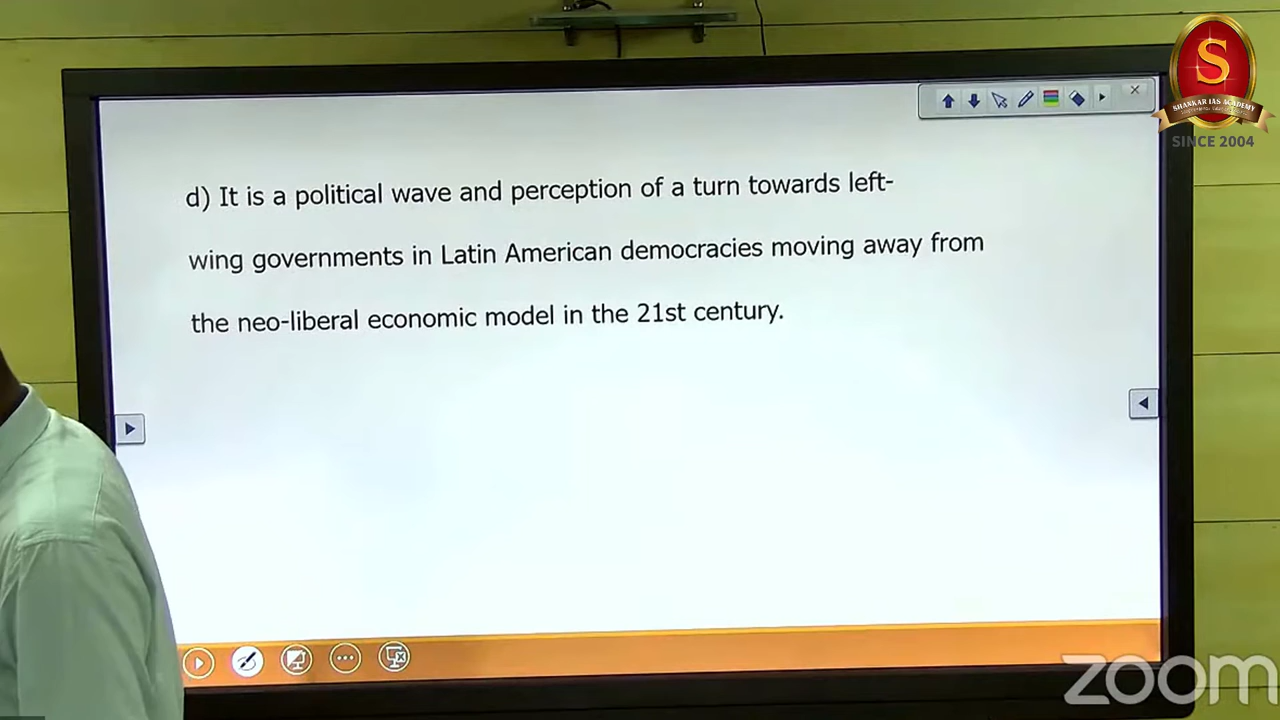 S
SHANKAR IAS ACADEMY
SINCE 2004
d) It is a political wave and perception of a turn towards left-
wing governments in Latin American democracies moving away from
the neo-liberal economic model in the 21st century.
zoom